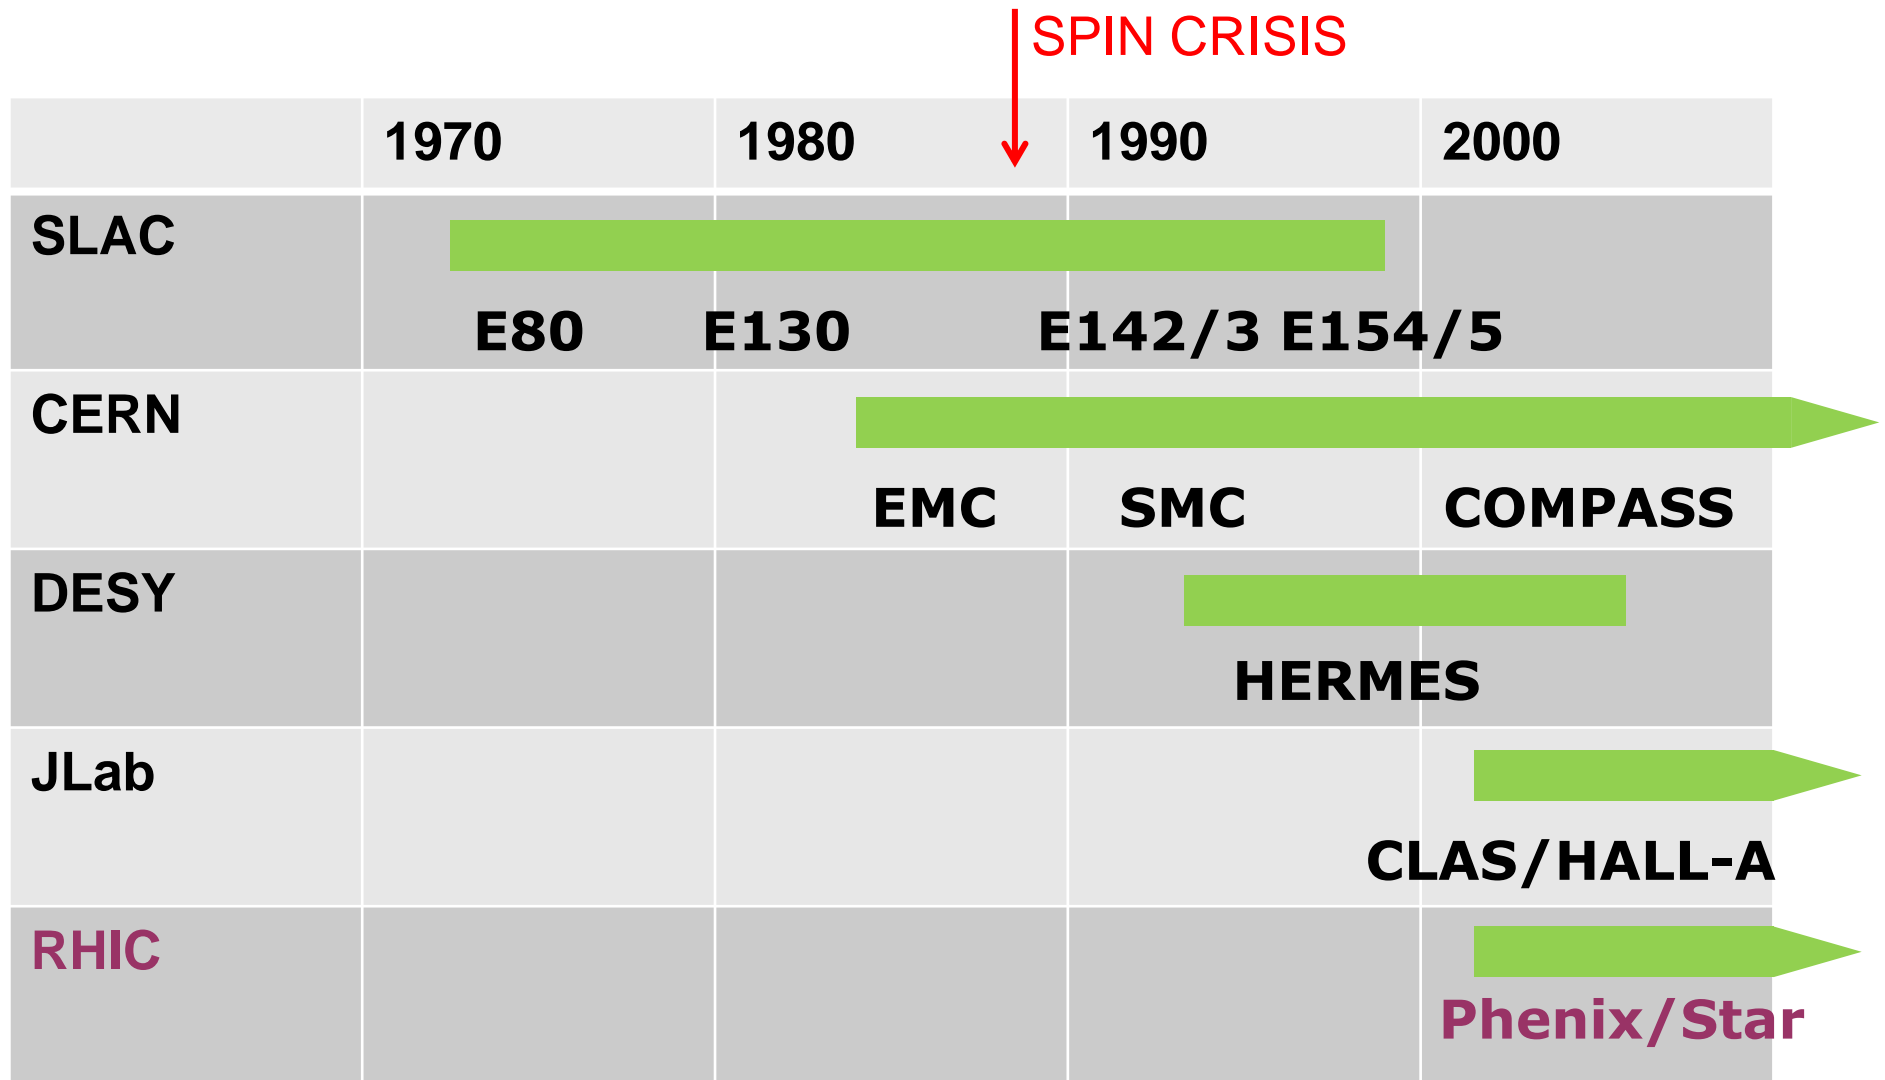 SPIN CRISIS
1970 1980 1990 2000
SLAC
E80 E130 E142/3 E154/5
CERN
EMC SMC COMPASS
DESY
HERMES
JLab
CLAS/HALL-A
RHIC
Phenix/Star